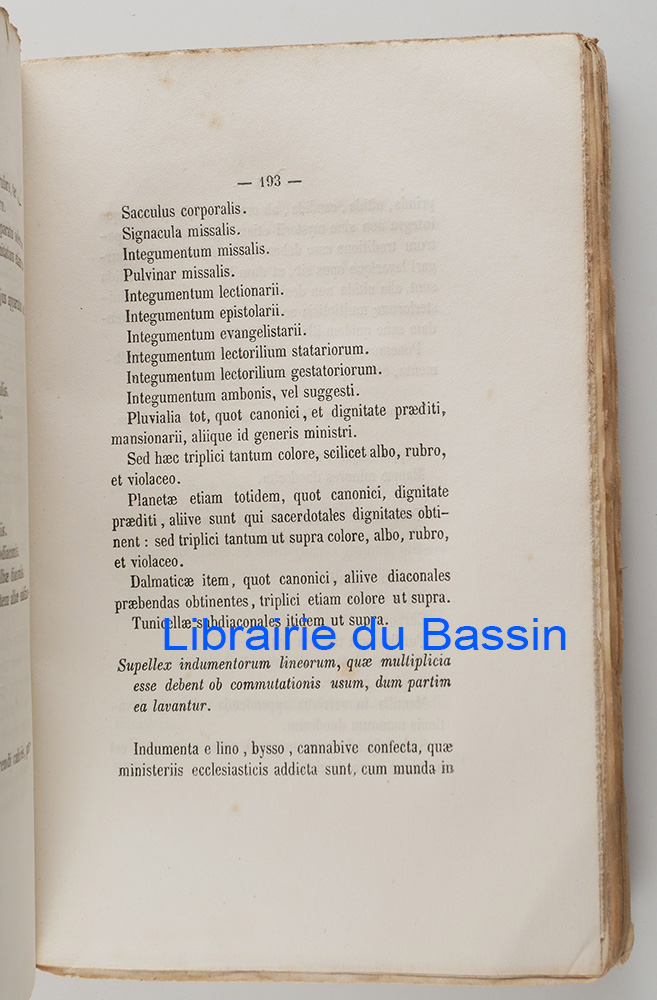 — 193 —
Sacculus corporalis.
Signacula missalis.
Integumentum missalis.
Pulvinar missalis.
Integumentum lectionarii.
Integumentum epistolarii.
Integumentum evangelistarii.
Integumentum lectorilium statariorum.
Integumentum lectorilium gestatoriorum.
Integumentum ambonis, vel suggesti.
Pluvialia tot, quot canonici, et dignitate præditi,
mansionarii, aliique id generis ministri.
Sed hæc triplici tantum colore, scilicet albo, rubro,
et violaceo.
Planetæ etiam totidem, quot canonici, dignitate
præditi, aliive sunt qui sacerdotales dignitates obti-
nent : sed triplici tantum ut supra colore, albo, rubro,
et violaceo.
Dalmaticæ item, quot canonici, aliive diaconales
præbendas obtinentes, triplici etiam colore ut supra.
Tunicellæ subdiaconales itidem ut supra.
Librairie du Bassin
Supellex indumentorum lineorum, quæ multiplicia
esse debent ob commutationis usum, dum partim
ea lavantur.
Indumenta e lino, bysso, cannabive confecta, quæ
ministeriis ecclesiasticis addicta sunt, cum munda in